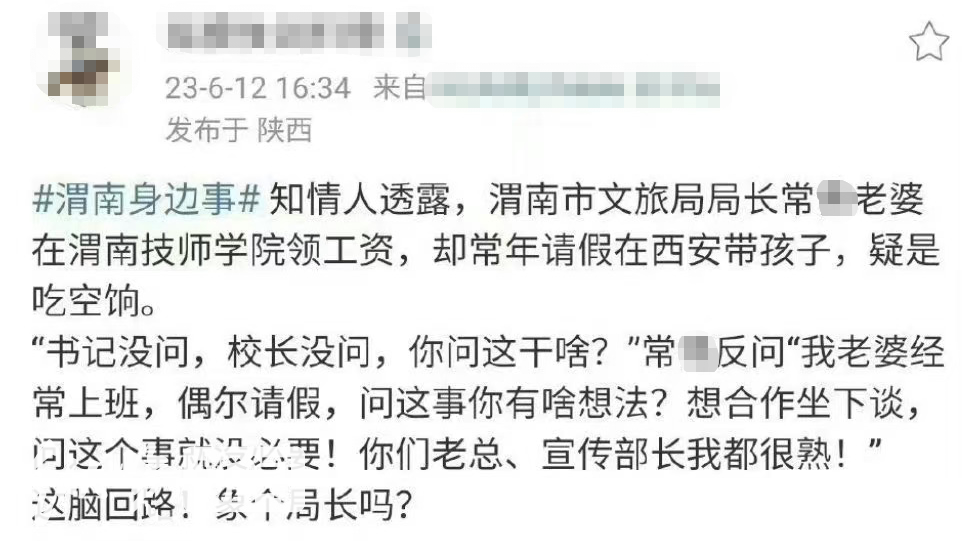 23-6-12 16:34 来自
发布于 陕西
#渭南身边事# 知情人透露，渭南市文旅局局长常 老婆
在渭南技师学院领工资，却常年请假在西安带孩子，疑是
吃空饷。
“书记没问，校长没问，你问这干啥？”常 反问“我老婆经
常上班，偶尔请假，问这事你有啥想法？想合作坐下谈，
问这个事就没必要！你们老总、宣传部长我都很熟！”
这脑回路！象个局长吗？